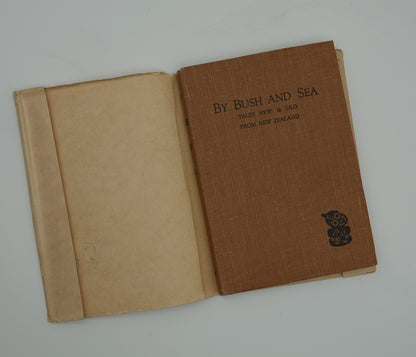 By Bush and Sea
TALES NEW & OLD
FROM NEW ZEALAND